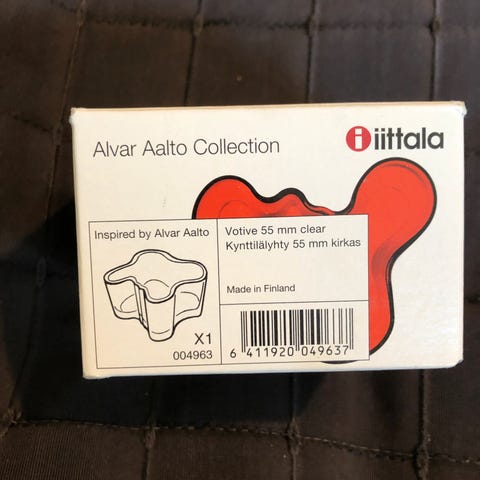 Alvar Aalto Collection
iittala
Inspired by Alvar Aalto
X1
004963
Votive 55 mm clear
Kynttilälyhty 55 mm kirkas
Made in Finland
6 411920 049637